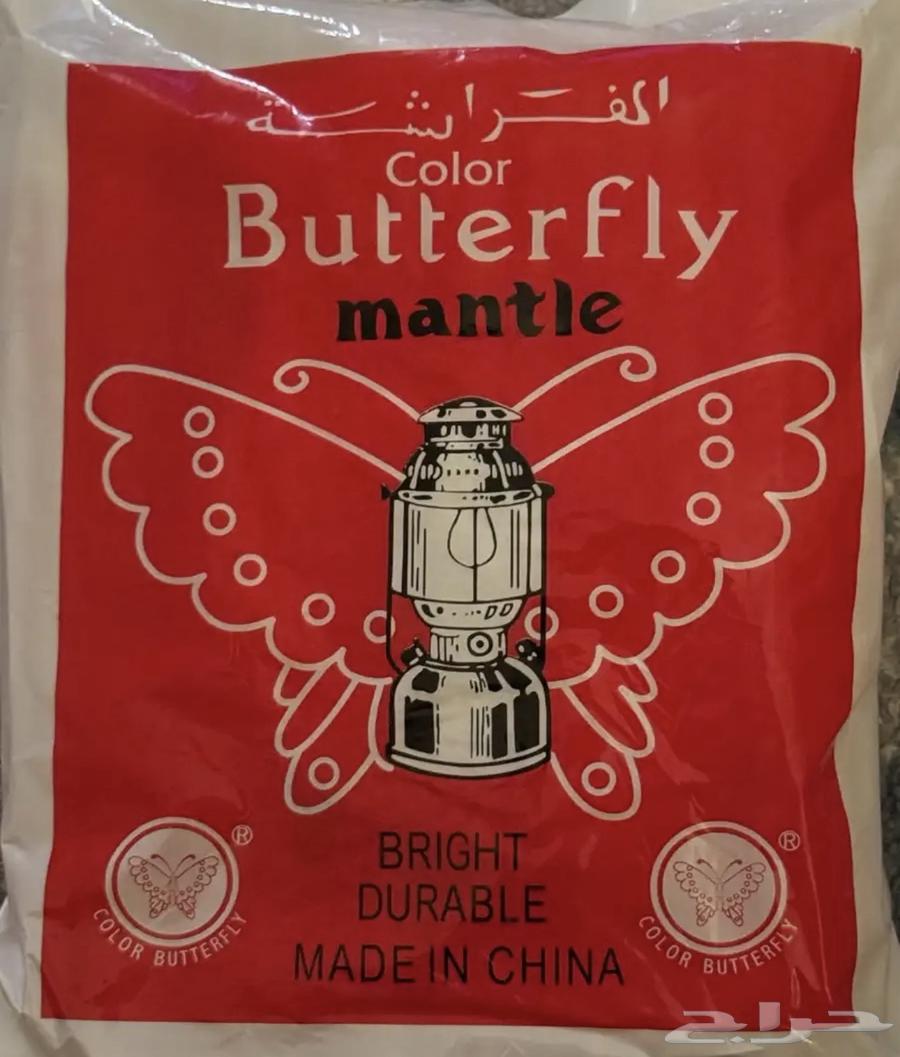 الفراشة
Color
Butterfly
mantle
BRIGHT
DURABLE
MADE IN CHINA
®
COLOR BUTTERFLY
®
COLOR BUTTERFLY
حراج